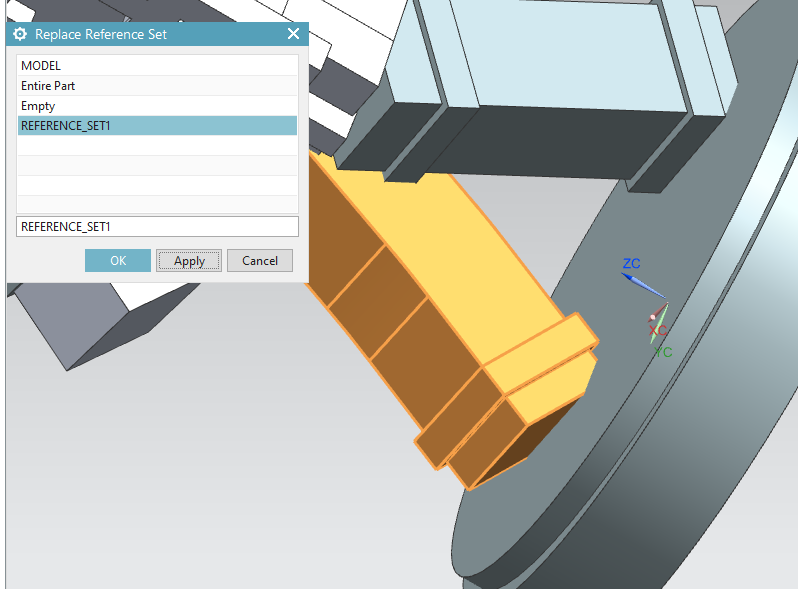 Replace Reference Set
MODEL
Entire Part
Empty
REFERENCE_SET1
REFERENCE_SET1
OK
Apply
Cancel
ZC
XC
YC